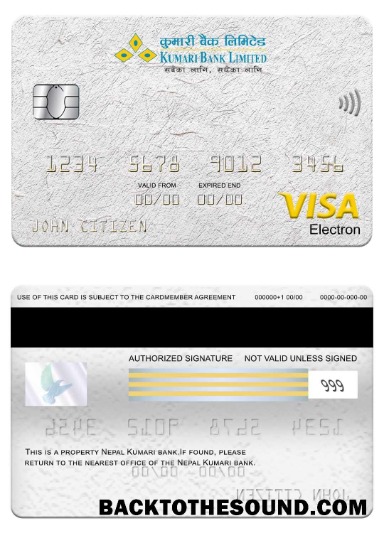 कुमारी बैंक लिमिटेड
KUMARI BANK LIMITED
सबैका लागि, सधैंका लागि
1234 5678 9012 3456
VALID FROM EXPIRED END
00/00 00/00
JOHN CITIZEN
VISA
Electron
USE OF THIS CARD IS SUBJECT TO THE CARDMEMBER AGREEMENT 000000+1 00/00 0000-00-000-00
AUTHORIZED SIGNATURE NOT VALID UNLESS SIGNED
999
THIS IS A PROPERTY NEPAL KUMARI BANK.IF FOUND, PLEASE
RETURN TO THE NEAREST OFFICE OF THE NEPAL KUMARI BANK.
BACKTOTHESOUND.COM